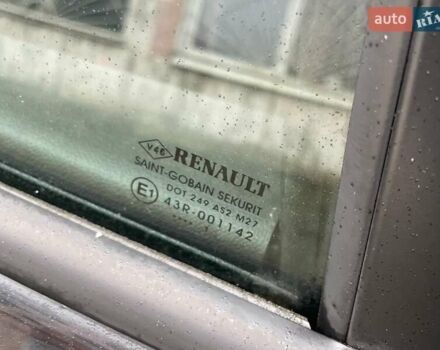 auto RIA
V46 RENAULT
SAINT-GOBAIN SEKURIT
DOT 249 AS2 M27
E1 43R-001142